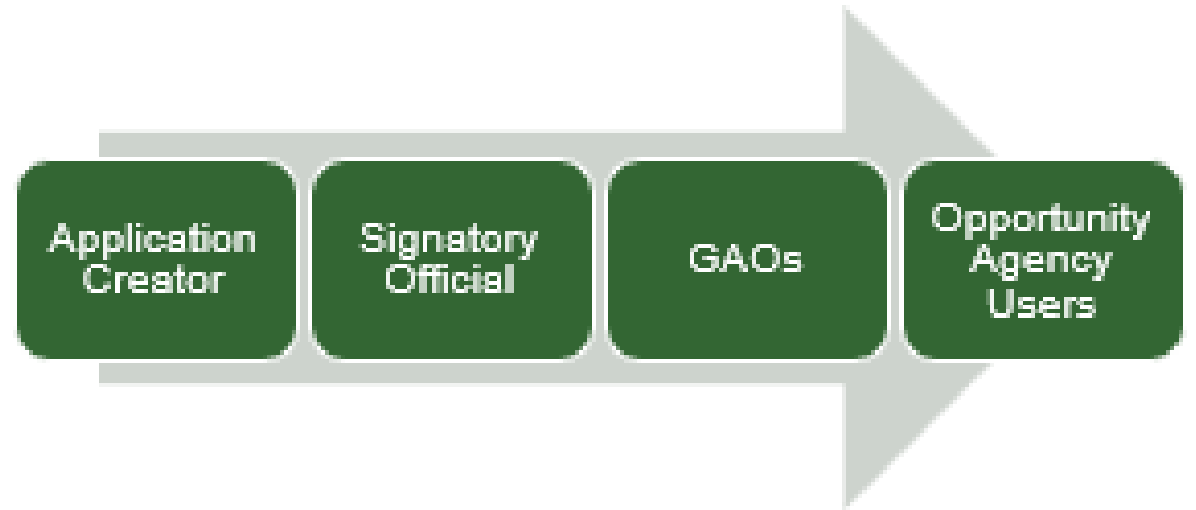 Application
Creator
Signatory
Official
GAOs
Opportunity
Agency
Users